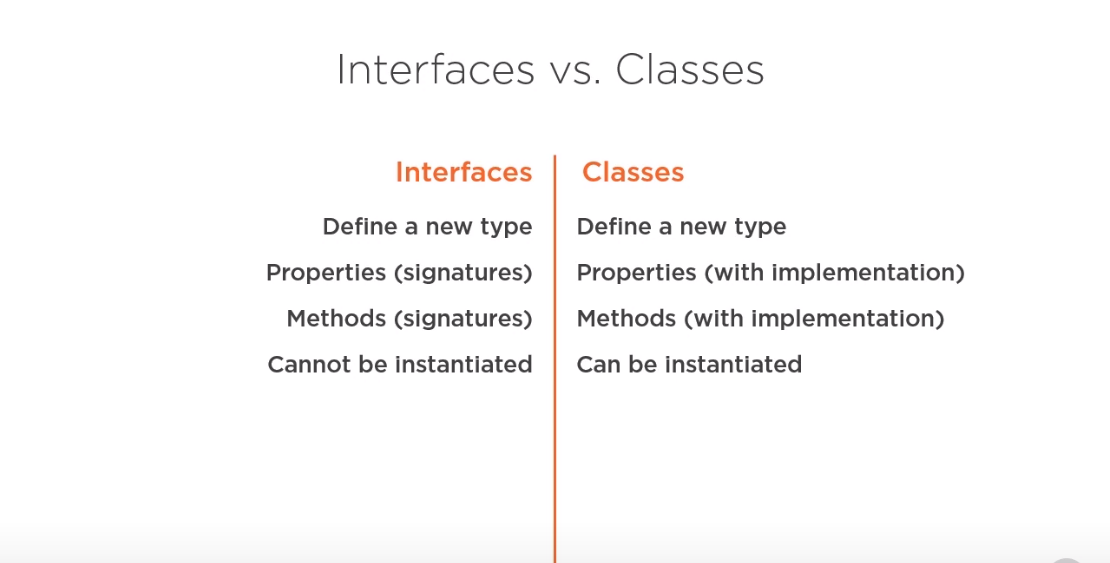 Interfaces vs. Classes
Interfaces
Define a new type
Properties (signatures)
Methods (signatures)
Cannot be instantiated
Classes
Define a new type
Properties (with implementation)
Methods (with implementation)
Can be instantiated